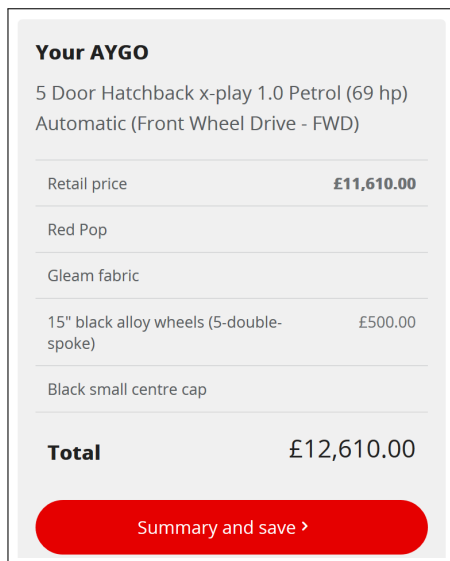 Your AYGO
5 Door Hatchback x-play 1.0 Petrol (69 hp)
Automatic (Front Wheel Drive - FWD)
Retail price £11,610.00
Red Pop
Gleam fabric
15" black alloy wheels (5-double- £500.00
spoke)
Black small centre cap
Total £12,610.00
Summary and save >